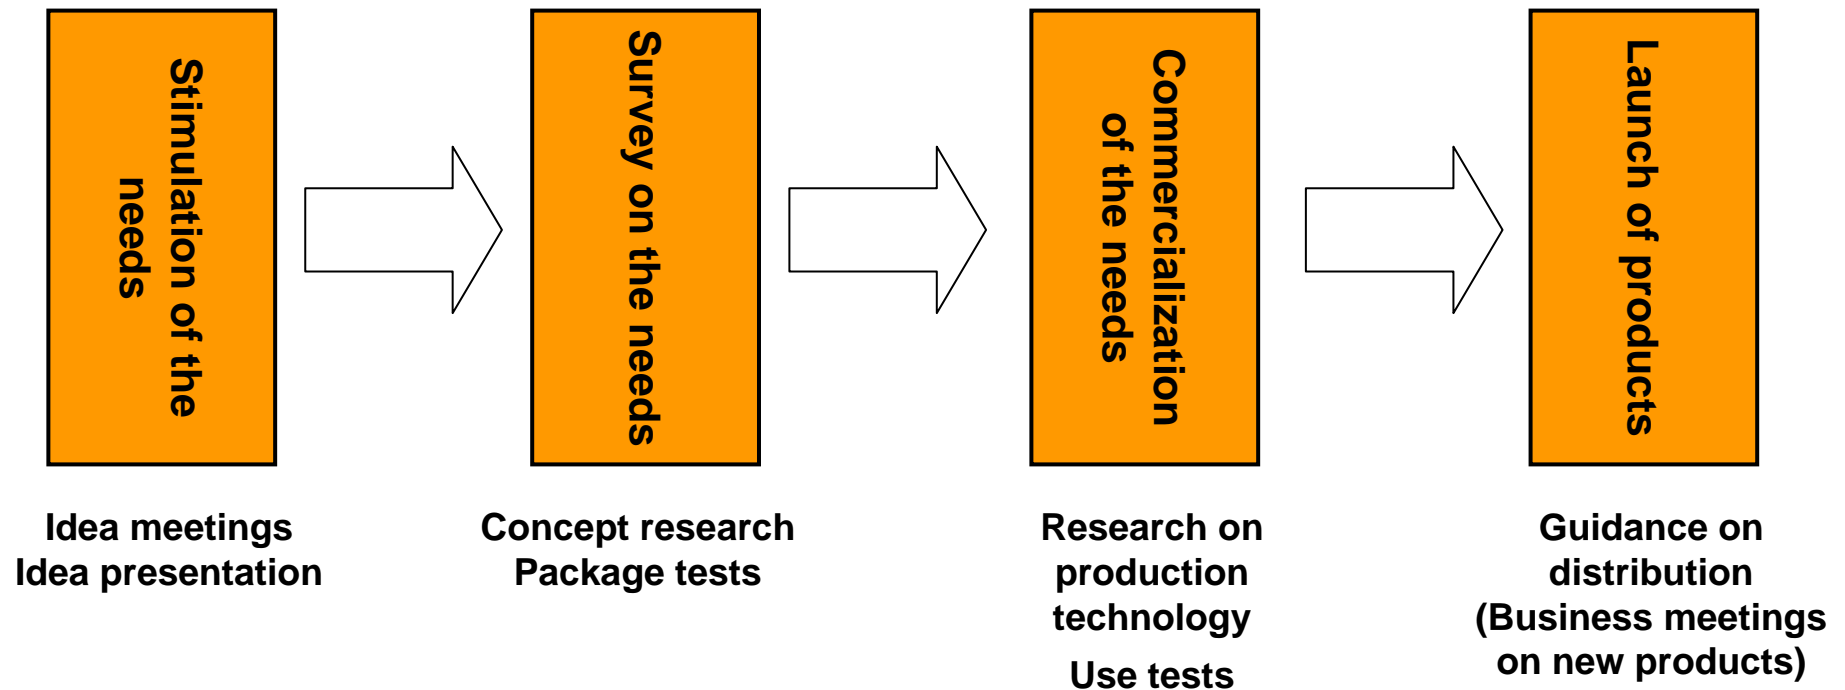 Stimulation of the
needs
Survey on the needs
Commercialization
of the needs
Launch of products
Idea meetings
Idea presentation
Concept research
Package tests
Research on
production
technology
Use tests
Guidance on
distribution
(Business meetings
on new products)